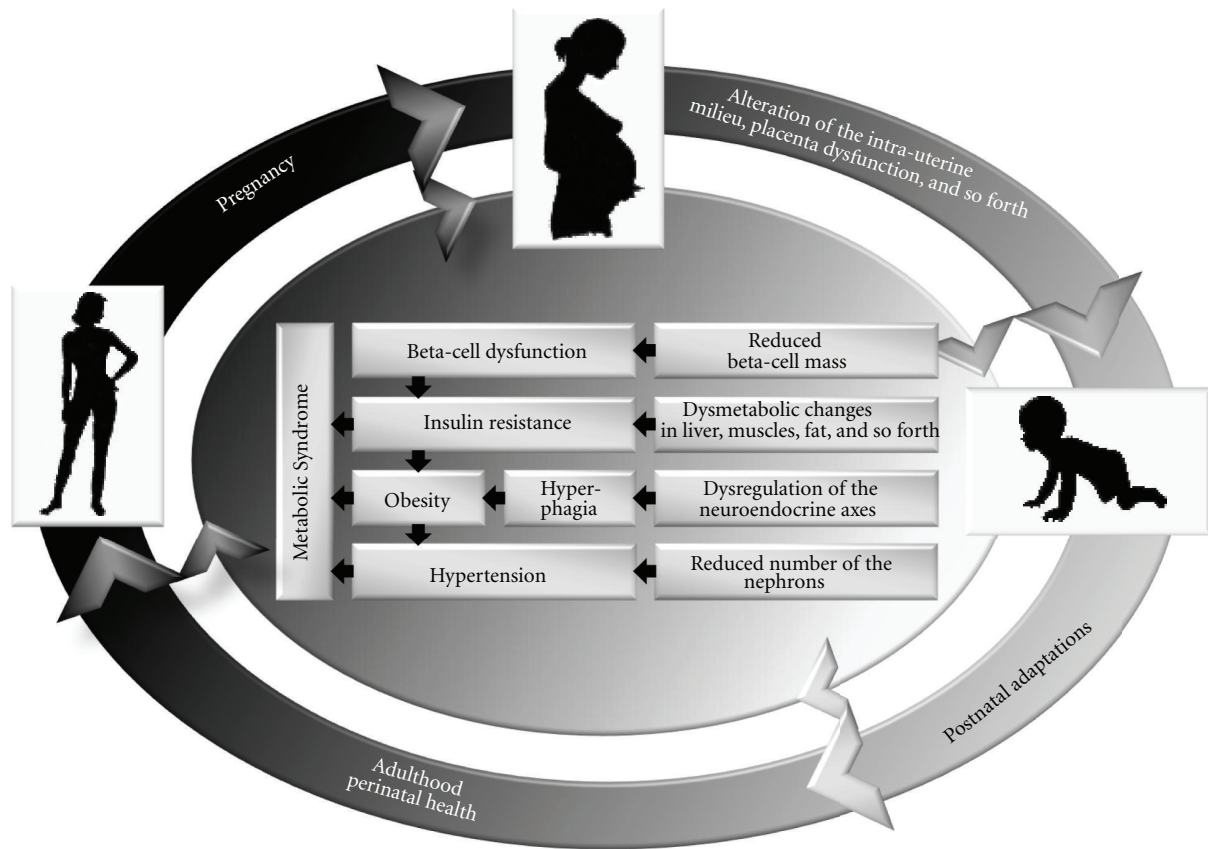 Pregnancy
Alteration of the intra-uterine
milieu, placenta dysfunction, and so forth
Metabolic Syndrome
Beta-cell dysfunction
Reduced
beta-cell mass
Insulin resistance
Dysmetabolic changes
in liver, muscles, fat, and so forth
Obesity
Hyper-
phagia
Dysregulation of the
neuroendocrine axes
Hypertension
Reduced number of the
nephrons
Postnatal adaptations
Adulthood
perinatal health